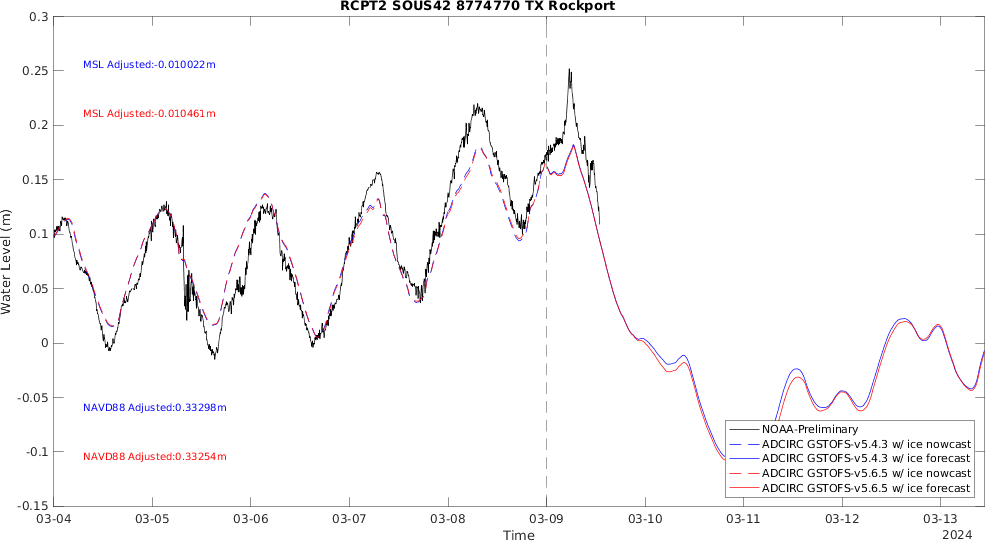 RCPT2 SOUS42 8774770 TX Rockport
0.3
0.25
0.2
0.15
0.1
0.05
0
-0.05
-0.1
-0.15
Water Level (m)
MSL Adjusted:-0.010022m
MSL Adjusted:-0.010461m
NAVD88 Adjusted:0.33298m
NAVD88 Adjusted:0.33254m
NOAA-Preliminary
ADCIRC GSTOFS-v5.4.3 w/ ice nowcast
ADCIRC GSTOFS-v5.4.3 w/ ice forecast
ADCIRC GSTOFS-v5.6.5 w/ ice nowcast
ADCIRC GSTOFS-v5.6.5 w/ ice forecast
03-04 03-05 03-06 03-07 03-08 03-09 03-10 03-11 03-12 03-13
Time
2024